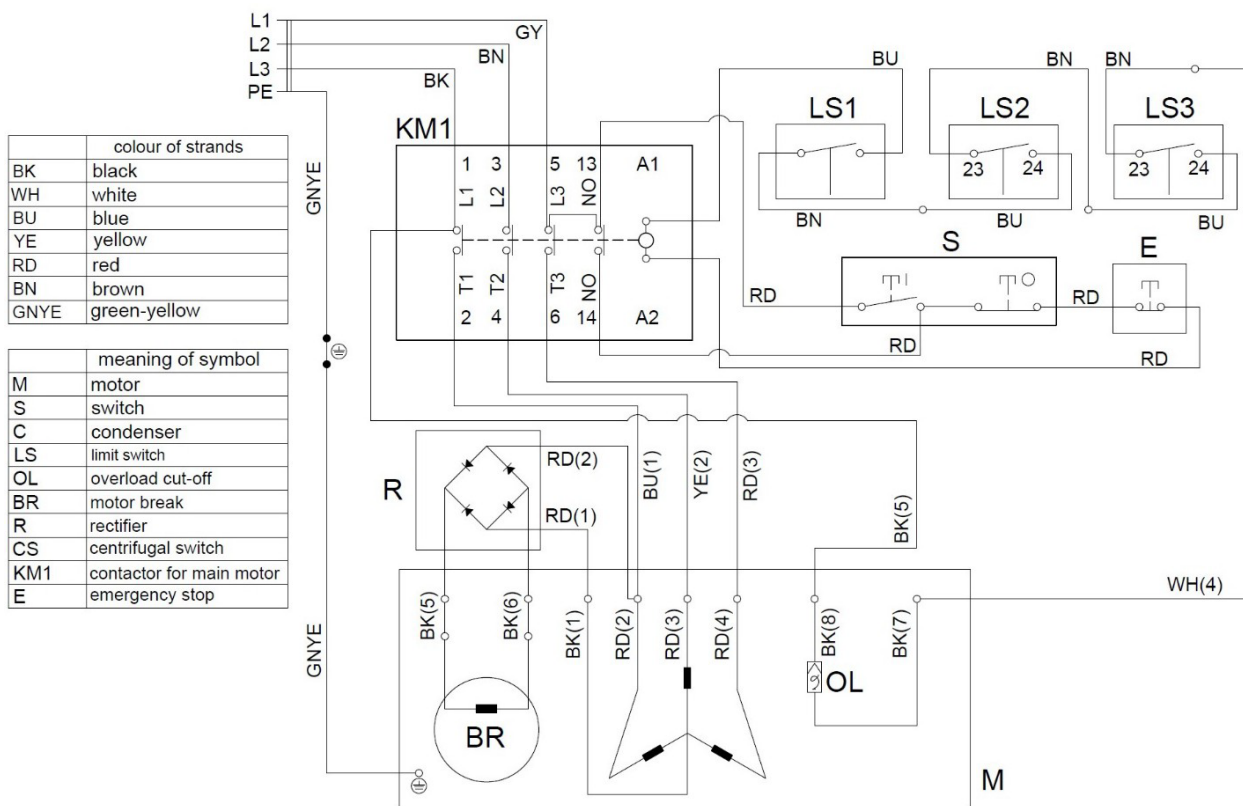 L1
L2
L3
PE
GY
BN
BK
BU
BN
BN
LS1
LS2
LS3
KM1
1 3 5 13 A1
L1 L2 L3 NO
23 24
23 24
BN
BU
BU
T1 T2 T3 NO
2 4 6 14 A2
S
E
I
RD
RD
RD
RD
colour of strands
BK black
WH white
BU blue
YE yellow
RD red
BN brown
GNYE green-yellow
meaning of symbol
M motor
S switch
C condenser
LS limit switch
OL overload cut-off
BR motor break
R rectifier
CS centrifugal switch
KM1 contactor for main motor
E emergency stop
GNYE
GNYE
R
RD(2)
RD(1)
BU(1)
YE(2)
RD(3)
BK(5)
WH(4)
BK(5)
BK(6)
BK(1)
RD(2)
RD(3)
RD(4)
BK(8)
BK(7)
OL
BR
M